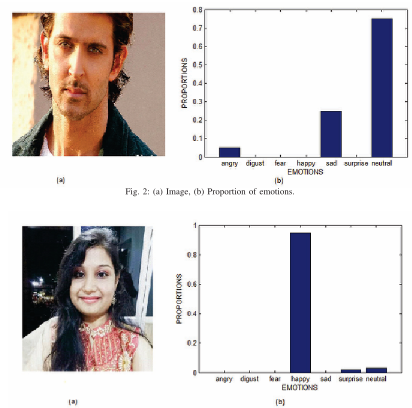 0.8
0.7
0.6
0.5
0.4
0.3
0.2
0.1
0
PROPORTIONS
angry digust fear happy sad surprise neutral
EMOTIONS
(a) (b)
Fig. 2: (a) Image, (b) Proportion of emotions.
1
0.8
0.6
0.4
0.2
0
PROPORTIONS
angry digust fear happy sad surprise neutral
EMOTIONS
(a) (b)